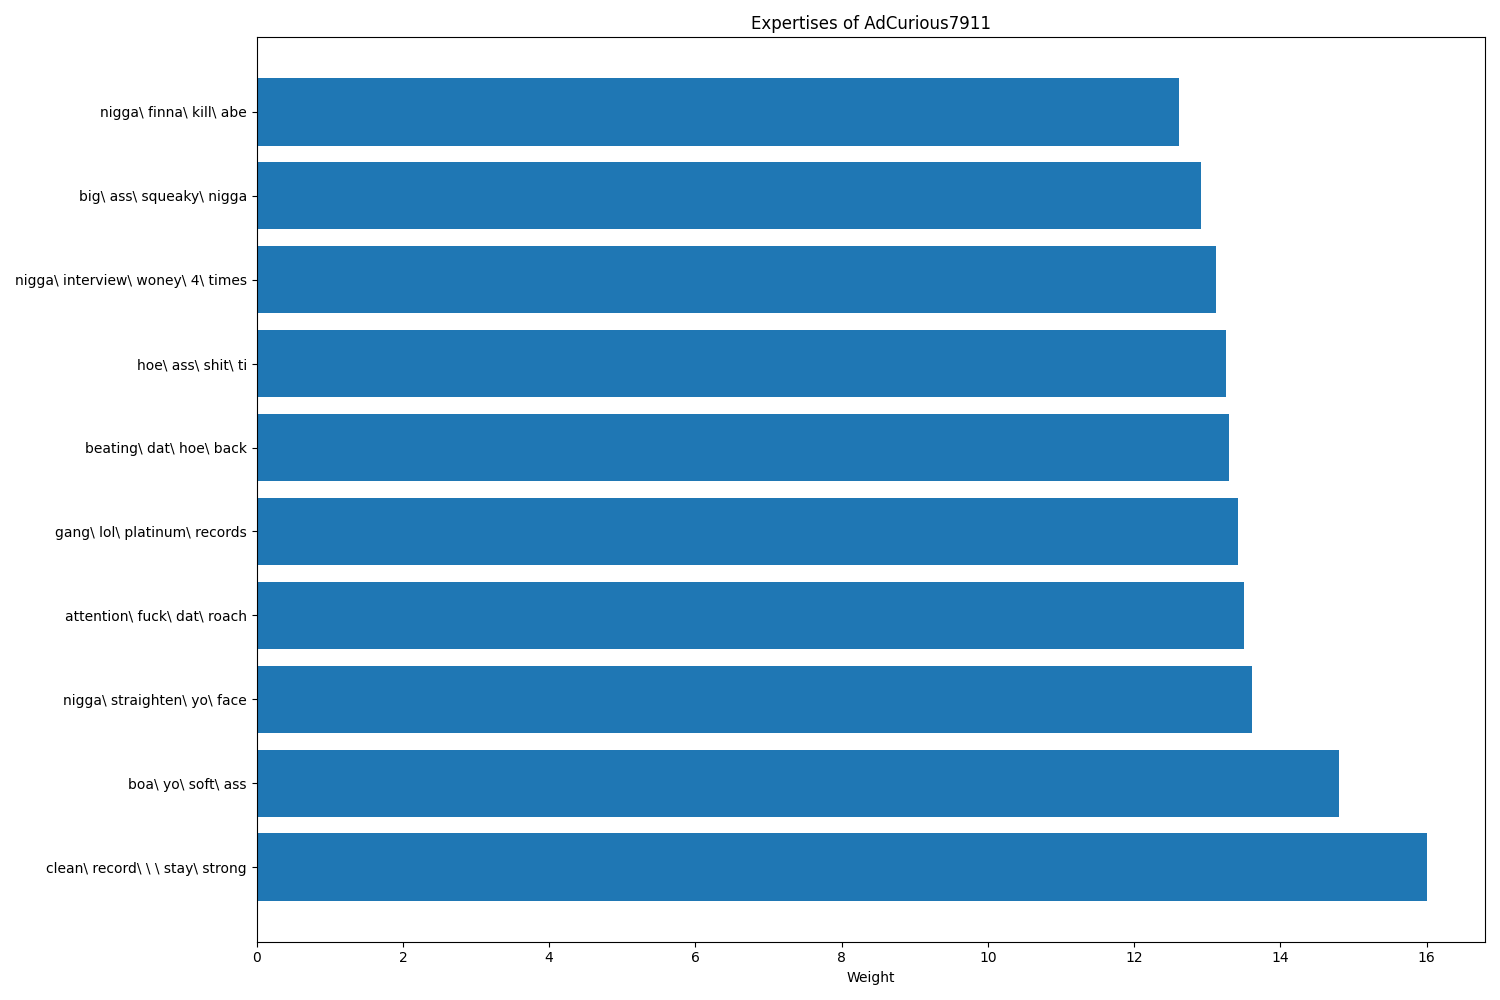 Expertises of AdCurious7911
nigga\ finna\ kill\ abe
big\ ass\ squeaky\ nigga
nigga\ interview\ woney\ 4\ times
hoe\ ass\ shit\ ti
beating\ dat\ hoe\ back
gang\ lol\ platinum\ records
attention\ fuck\ dat\ roach
nigga\ straighten\ yo\ face
boa\ yo\ soft\ ass
clean\ record\ \ \ stay\ strong
0 2 4 6 8 10 12 14 16
Weight